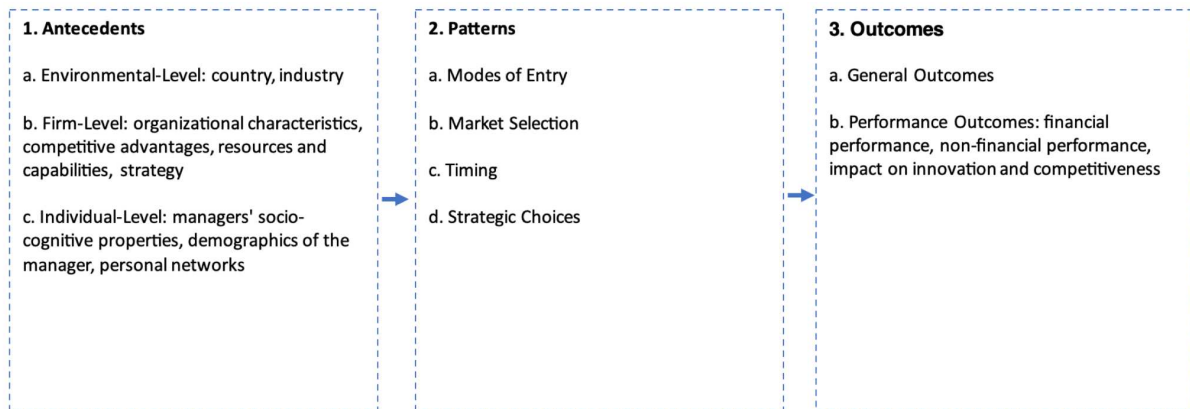 1. Antecedents
a. Environmental-Level: country, industry
b. Firm-Level: organizational characteristics,
competitive advantages, resources and
capabilities, strategy
c. Individual-Level: managers' socio-
cognitive properties, demographics of the
manager, personal networks
2. Patterns
a. Modes of Entry
b. Market Selection
c. Timing
d. Strategic Choices
3. Outcomes
a. General Outcomes
b. Performance Outcomes: financial
performance, non-financial performance,
impact on innovation and competitiveness